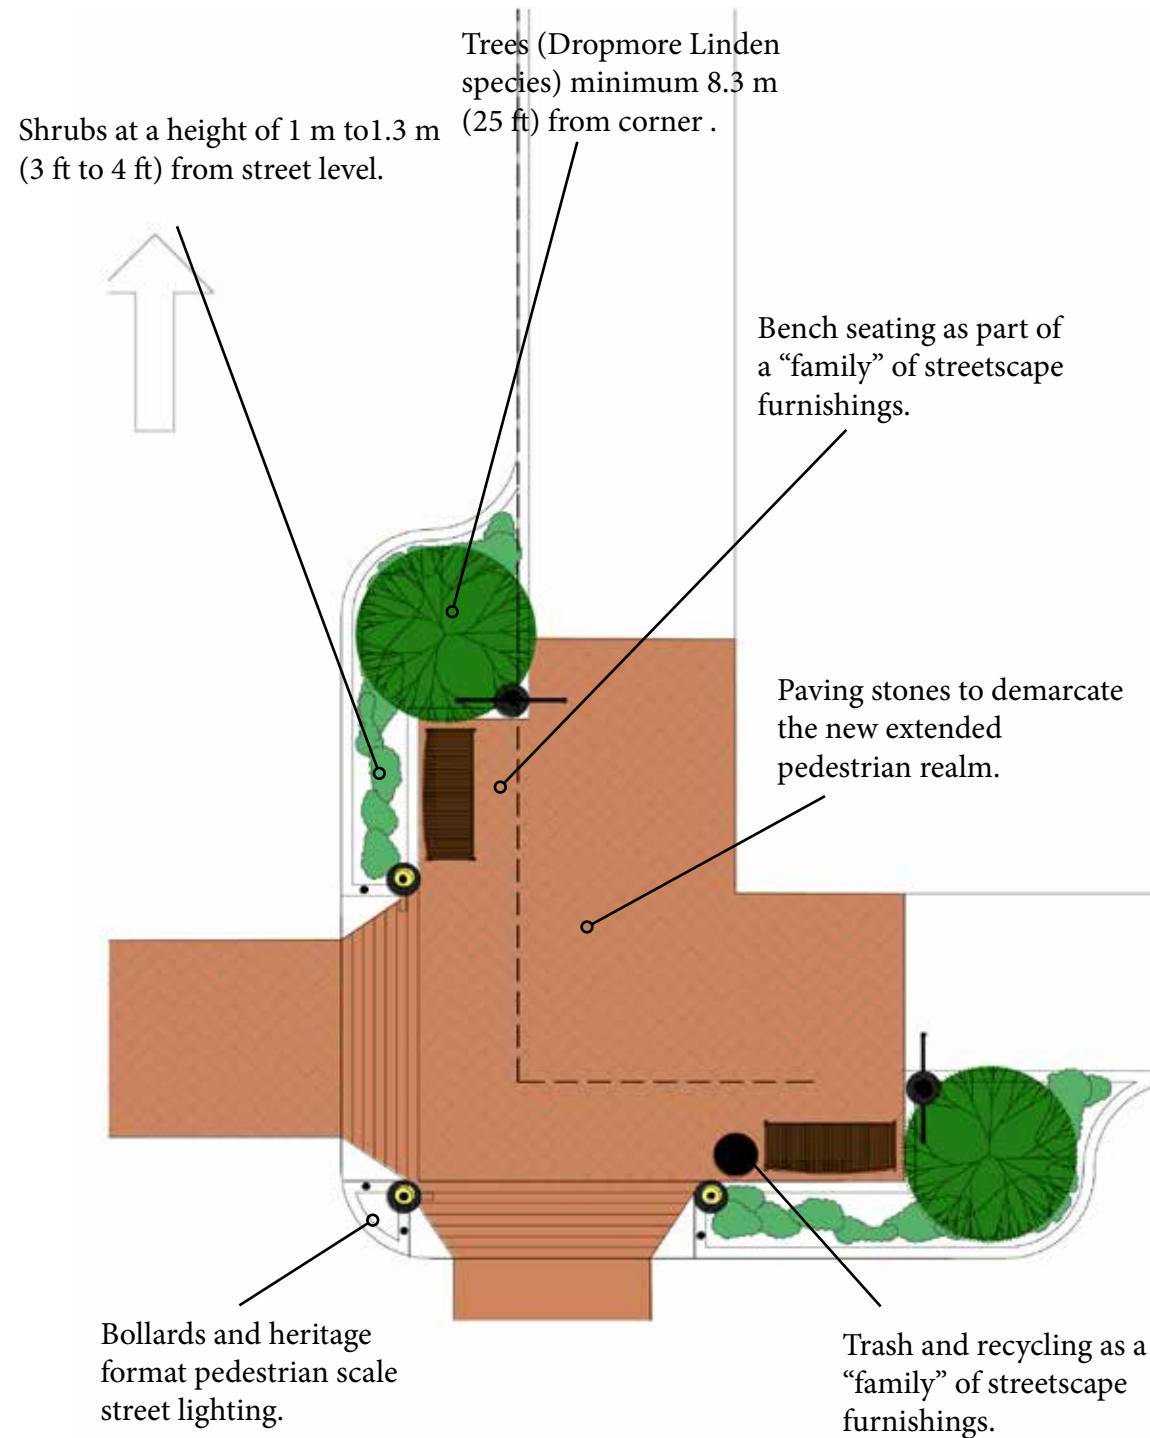 Trees (Dropmore Linden
species) minimum 8.3 m
(25 ft) from corner .
Shrubs at a height of 1 m to1.3 m
(3 ft to 4 ft) from street level.
Bench seating as part of
a “family” of streetscape
furnishings.
Paving stones to demarcate
the new extended
pedestrian realm.
Bollards and heritage
format pedestrian scale
street lighting.
Trash and recycling as a
“family” of streetscape
furnishings.